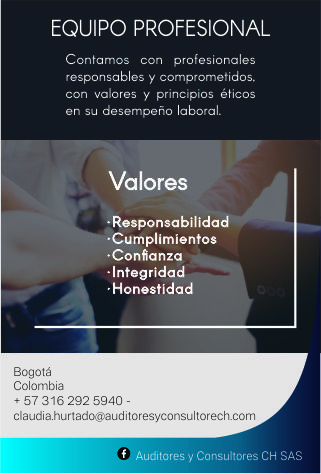 EQUIPO PROFESIONAL
Contamos con profesionales
responsables y comprometidos,
con valores y principios éticos
en su desempeño laboral.
Valores
·Responsabilidad
·Cumplimientos
·Confianza
·Integridad
·Honestidad
Bogotá
Colombia
+ 57 316 292 5940 -
claudia.hurtado@auditoresyconsultorech.com
f Auditores y Consultores CH SAS